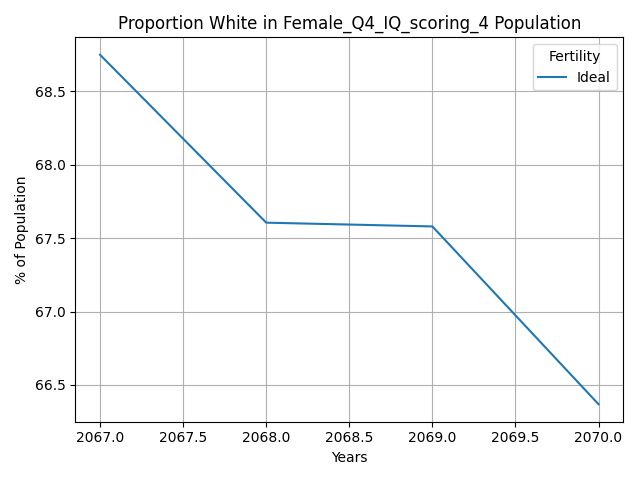 Proportion White in Female_Q4_IQ_scoring_4 Population
Fertility
Ideal
68.5
68.0
67.5
67.0
66.5
% of Population
2067.0 2067.5 2068.0 2068.5 2069.0 2069.5 2070.0
Years